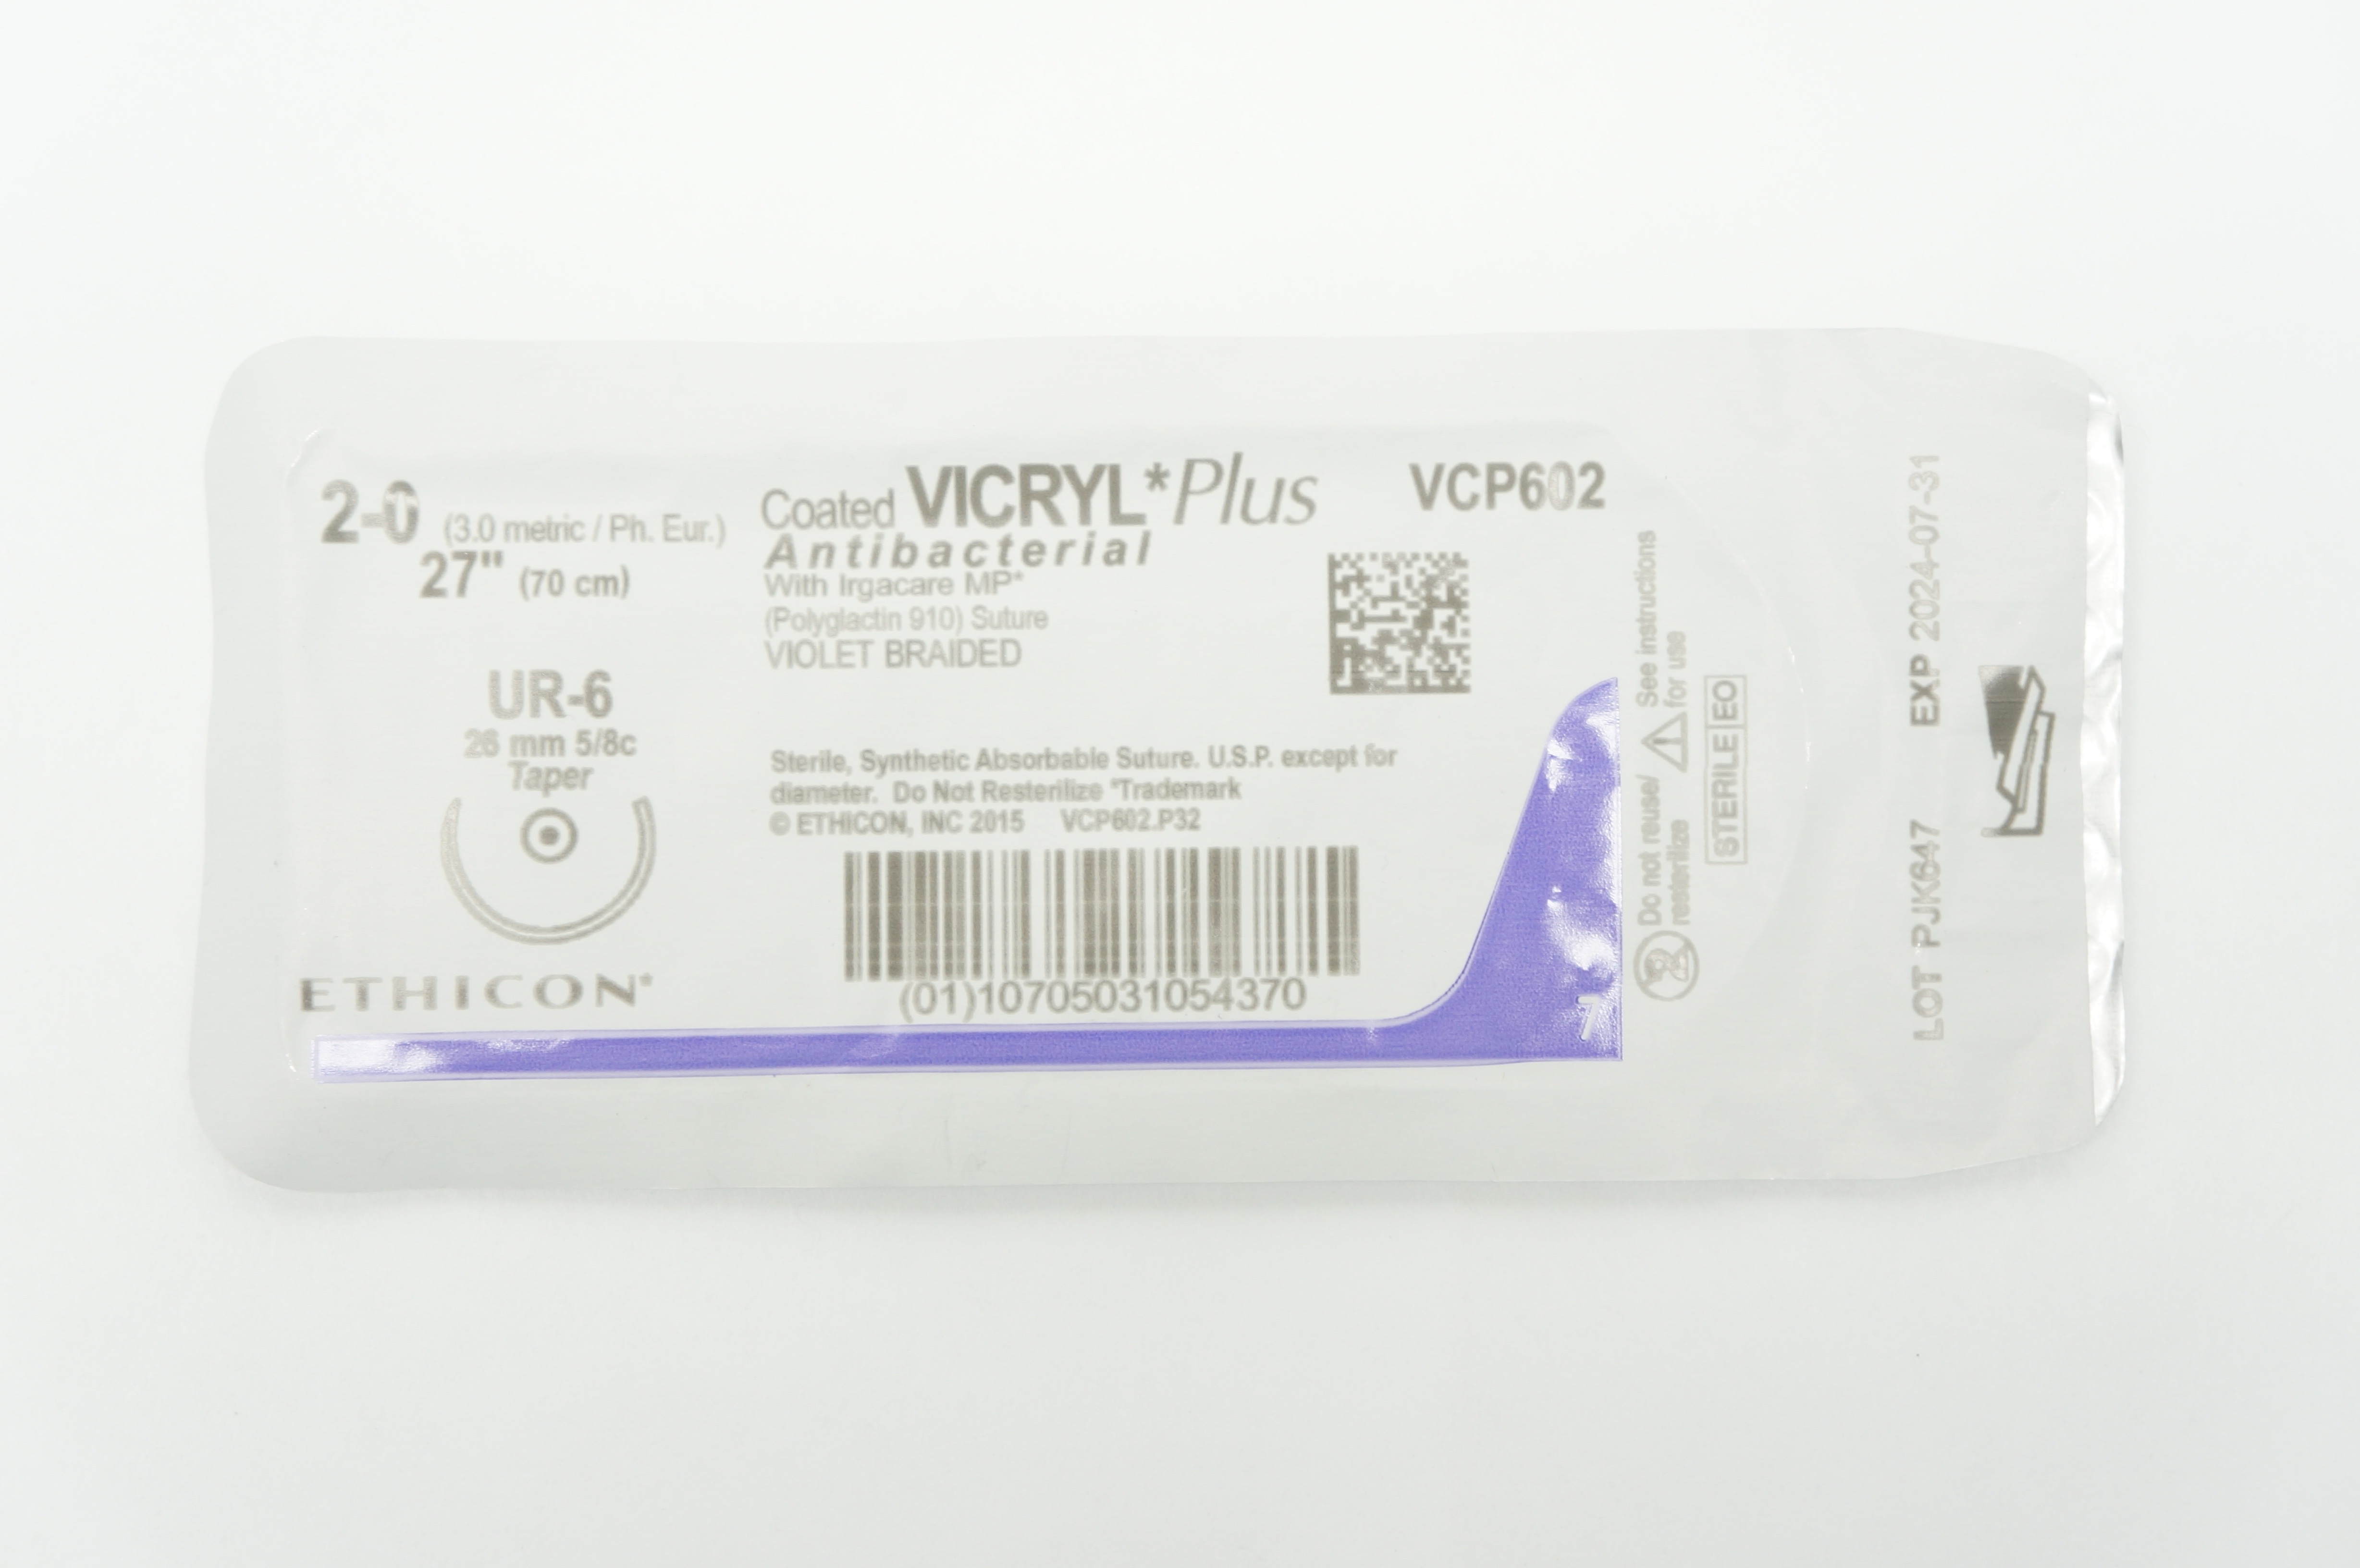 2-0 (3.0 metric / Ph. Eur.)
27" (70 cm)
UR-6
26 mm 5/8c
Taper
ETHICON*
Coated VICRYL* Plus
Antibacterial
With Irgacare MP*
(Polyglactin 910) Suture
VIOLET BRAIDED
VCP602
Sterile, Synthetic Absorbable Suture. U.S.P. except for
diameter. Do Not Resterilize *Trademark
© ETHICON, INC 2015 VCP602.P32
(01)10705031054370
7
Do not reuse/
resterilize
See instructions
for use
STERILE EO
LOT PJK647 EXP 2024-07-31